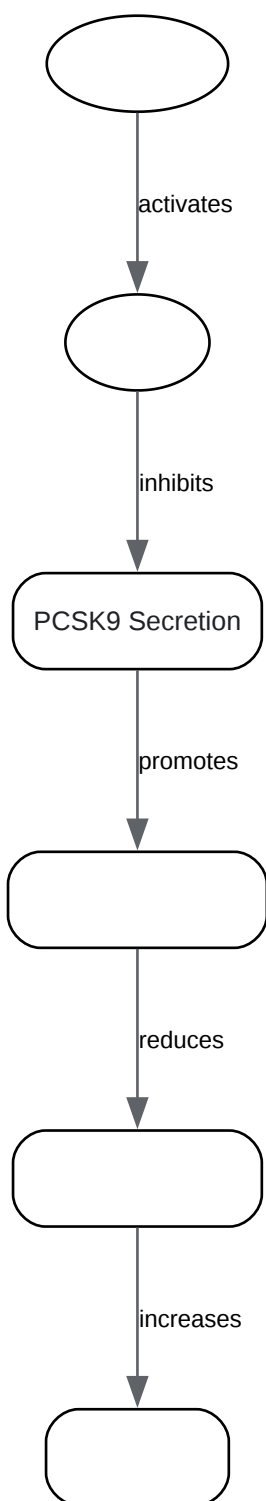 activates
inhibits
PCSK9 Secretion
promotes
reduces
increases